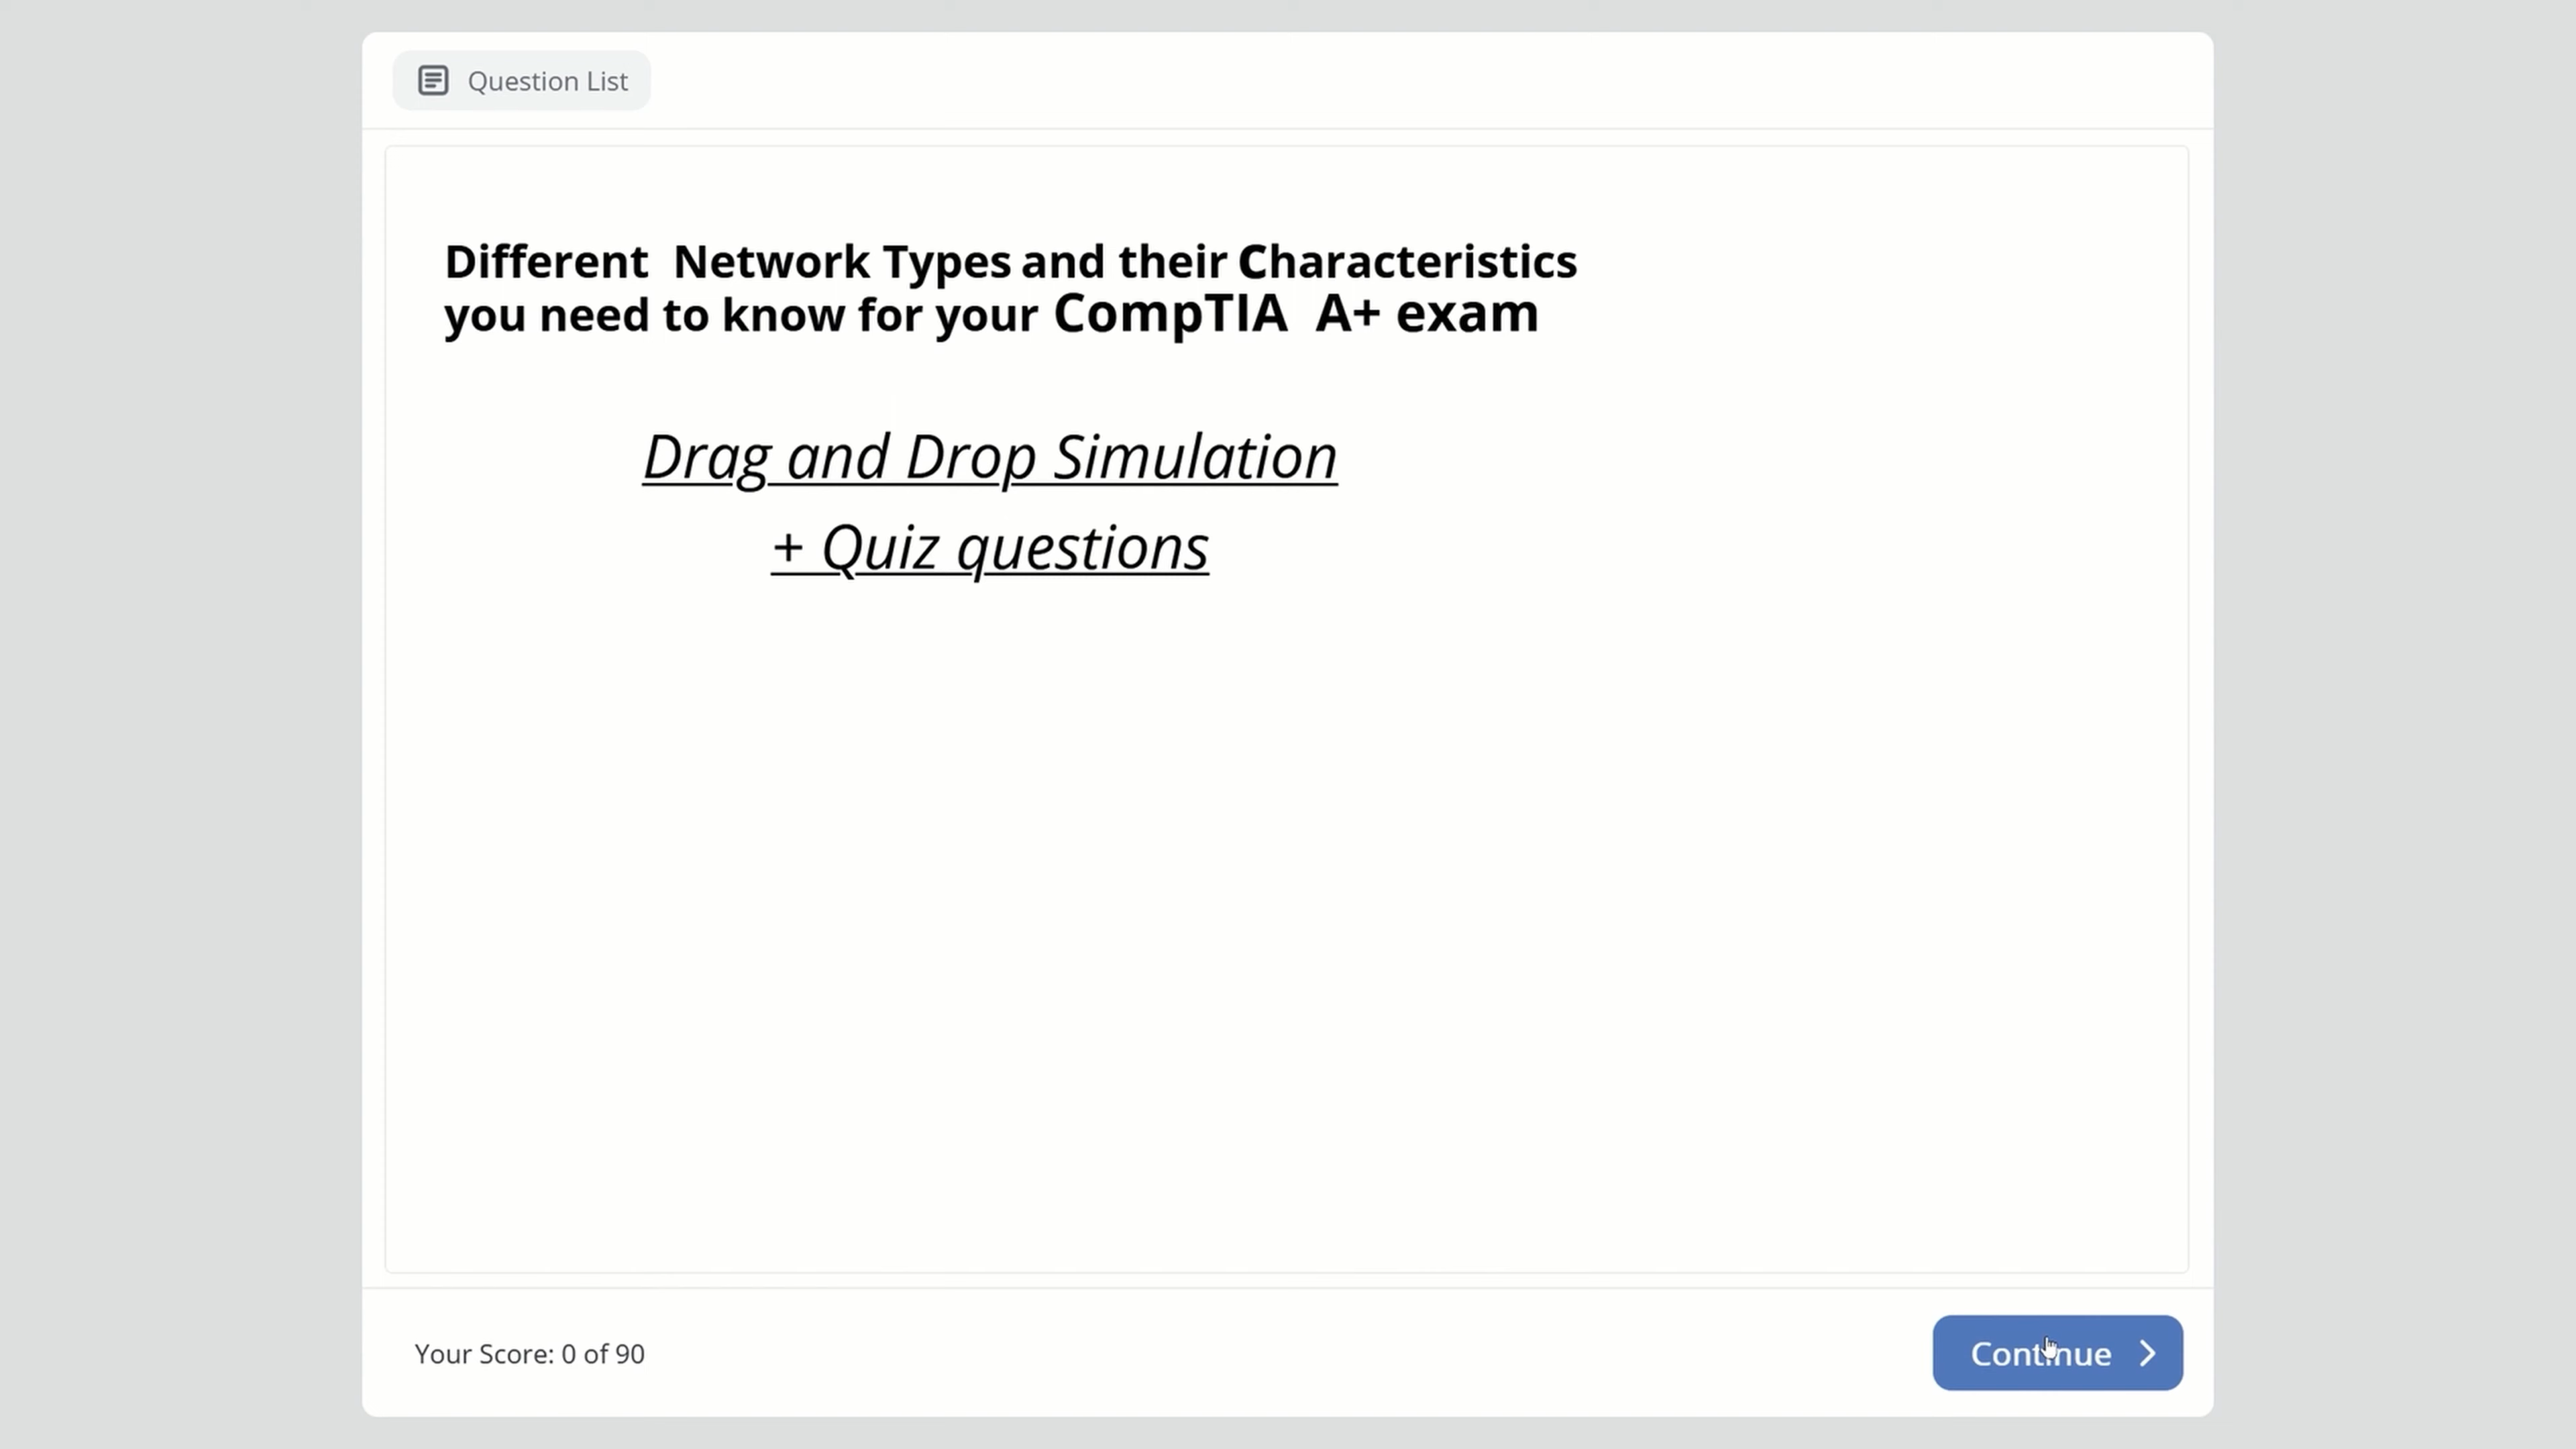 Question List
Different Network Types and their Characteristics
you need to know for your CompTIA A+ exam
Drag and Drop Simulation
+ Quiz questions
Your Score: 0 of 90
Continue